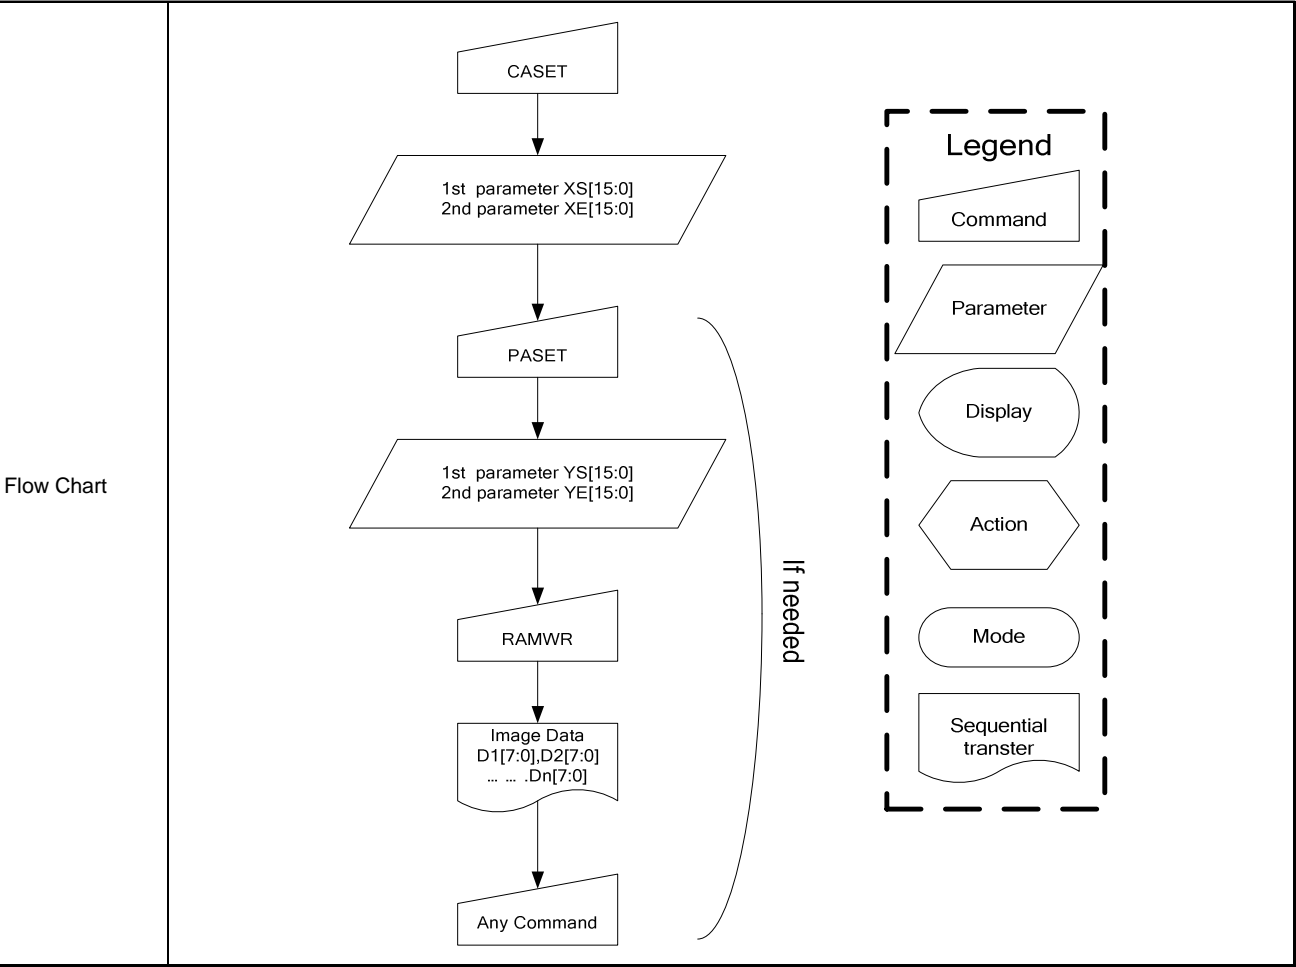 Flow Chart
CASET
1st parameter XS[15:0]
2nd parameter XE[15:0]
PASET
1st parameter YS[15:0]
2nd parameter YE[15:0]
RAMWR
Image Data
D1[7:0],D2[7:0]
... ... .Dn[7:0]
Any Command
If needed
Legend
Command
Parameter
Display
Action
Mode
Sequential
transter